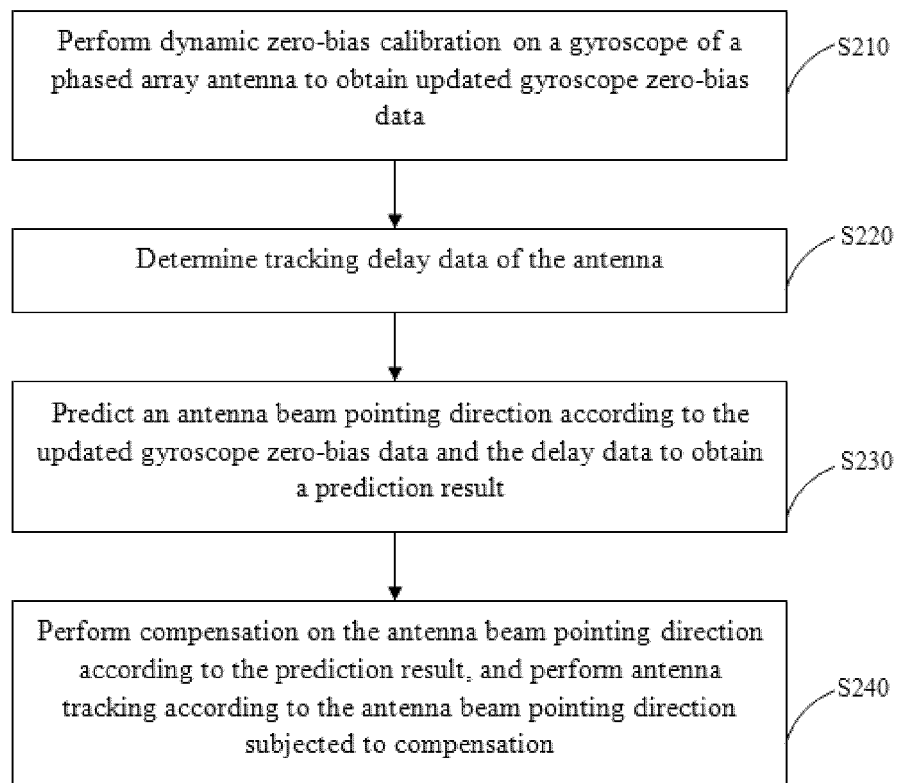 Perform dynamic zero-bias calibration on a gyroscope of a
phased array antenna to obtain updated gyroscope zero-bias
data
S210
Determine tracking delay data of the antenna
S220
Predict an antenna beam pointing direction according to the
updated gyroscope zero-bias data and the delay data to obtain
a prediction result
S230
Perform compensation on the antenna beam pointing direction
according to the prediction result, and perform antenna
tracking according to the antenna beam pointing direction
subjected to compensation
S240